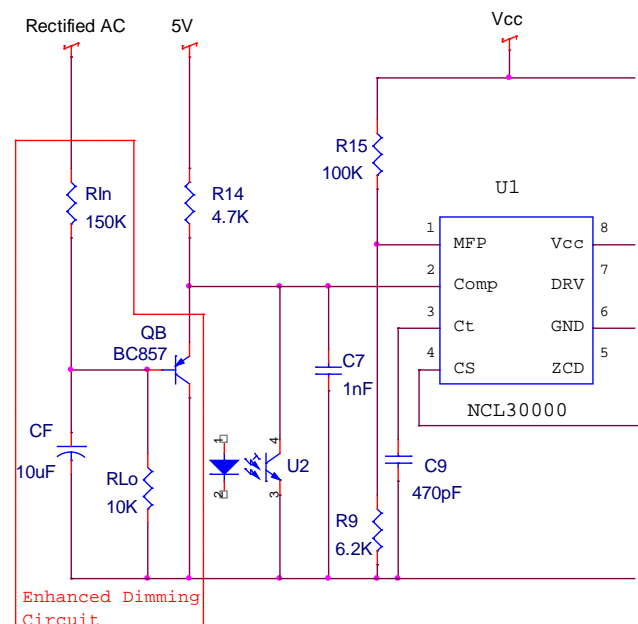 Rectified AC
5V
Vcc
R15
100K
U1
RIn
150K
R14
4.7K
1
MFP
Vcc
8
2
Comp
DRV
7
3
Ct
GND
6
4
CS
ZCD
5
NCL30000
QB
BC857
C7
1nF
CF
10uF
RLo
10K
1
2
4
3
U2
C9
470pF
R9
6.2K
Enhanced Dimming
Circuit